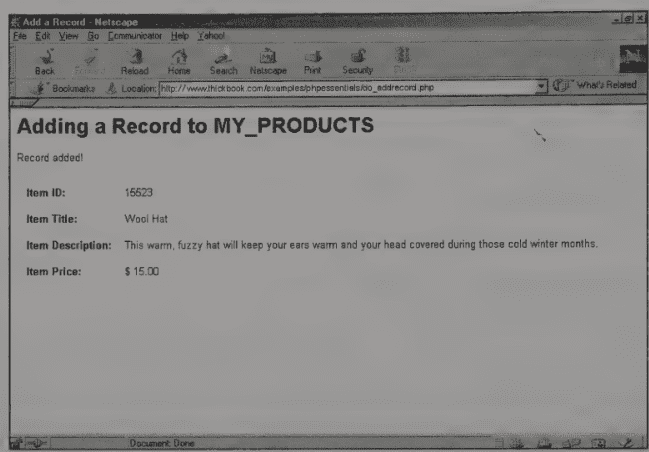 Add a Record - Netscape
File Edit View Go Communicator Help Yahoo!
Back Reload Home Search Netscape Print Security
Bookmarks Location: http://www.thickbook.com/examples/phpessentials/do_addrecord.php What's Related
Adding a Record to MY_PRODUCTS
Record added!
Item ID: 15523
Item Title: Wool Hat
Item Description: This warm, fuzzy hat will keep your ears warm and your head covered during those cold winter months.
Item Price: $ 15.00
Document: Done